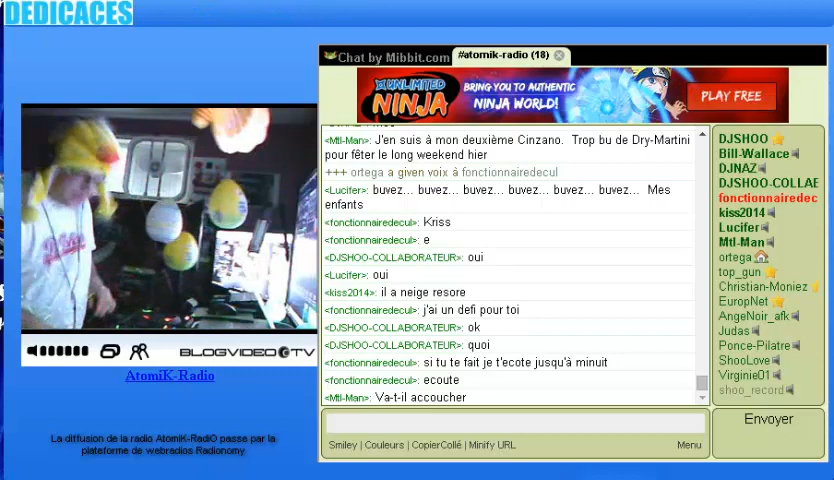 DEDICACES
Chat by Mibbit.com
#atomik-radio (18)
UNLIMITED
NINJA
BRING YOU TO AUTHENTIC
NINJA WORLD!
PLAY FREE
<Mtl-Man>: J'en suis à mon deuxième Cinzano. Trop bu de Dry-Martini
pour fêter le long weekend hier
+++ ortega a given voix à fonctionnairedecul
<Lucifer>: buvez... buvez... buvez... buvez... buvez... buvez... Mes
enfants
<fonctionnairedecul>: Kriss
<fonctionnairedecul>: e
<DJSHOO-COLLABORATEUR>: oui
<Lucifer>: oui
<kiss2014>: il a neige resore
<fonctionnairedecul>: j'ai un defi pour toi
<DJSHOO-COLLABORATEUR>: ok
<DJSHOO-COLLABORATEUR>: quoi
<fonctionnairedecul>: si tu te fait je t'ecote jusqu'à minuit
<fonctionnairedecul>: ecoute
<Mtl-Man>: Va-t-il accoucher
DJSHOO
Bill-Wallace
DJNAZ
DJSHOO-COLLAE
fonctionnairedec
kiss2014
Lucifer
Mtl-Man
ortega
top_gun
Christian-Moniez
EuropNet
AngeNoir_afk
Judas
Ponce-Pilatre
ShooLove
Virginie01
shoo_record
Smiley | Couleurs | CopierCollé | Minify URL
Menu
Envoyer
BLOGVIDEO TV
AtomiK-Radio
La diffusion de la radio AtomiK-RadiO passe par la
plateforme de webradios Radionomy